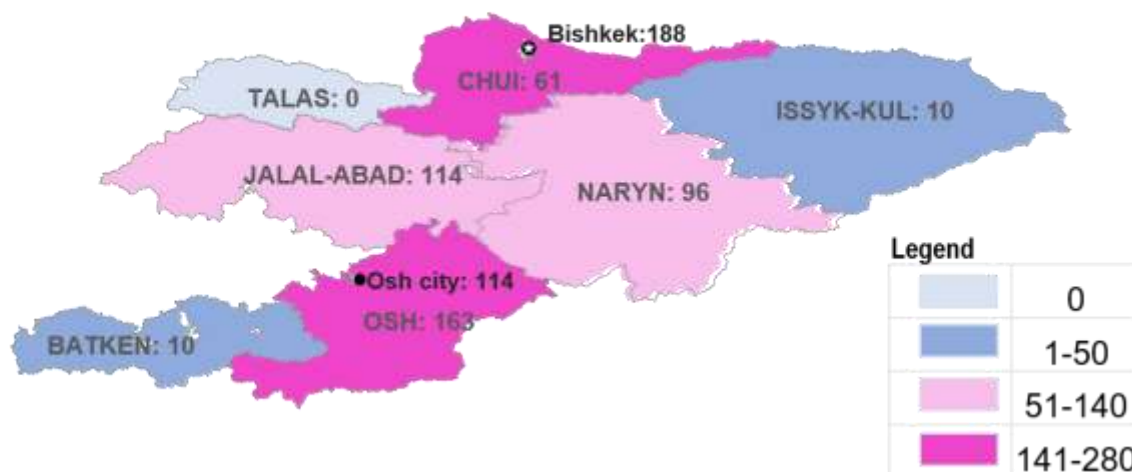 Bishkek:188
CHUI: 61
TALAS: 0
ISSYK-KUL: 10
JALAL-ABAD: 114
NARYN: 96
Osh city: 114
OSH: 163
BATKEN: 10
Legend
0
1-50
51-140
141-280